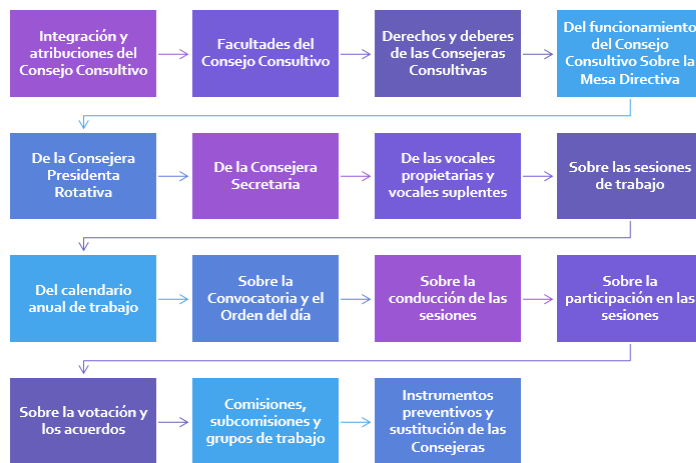 Integración y
atribuciones del
Consejo Consultivo
Facultades del
Consejo Consultivo
Derechos y deberes
de las Consejeras
Consultivas
Del funcionamiento
del Consejo
Consultivo Sobre la
Mesa Directiva
De la Consejera
Presidenta
Rotativa
De la Consejera
Secretaria
De las vocales
propietarias y
vocales suplentes
Sobre las sesiones
de trabajo
Del calendario
anual de trabajo
Sobre la
Convocatoria y el
Orden del día
Sobre la
conducción de las
sesiones
Sobre la
participación en las
sesiones
Sobre la votación y
los acuerdos
Comisiones,
subcomisiones y
grupos de trabajo
Instrumentos
preventivos y
sustitución de las
Consejeras